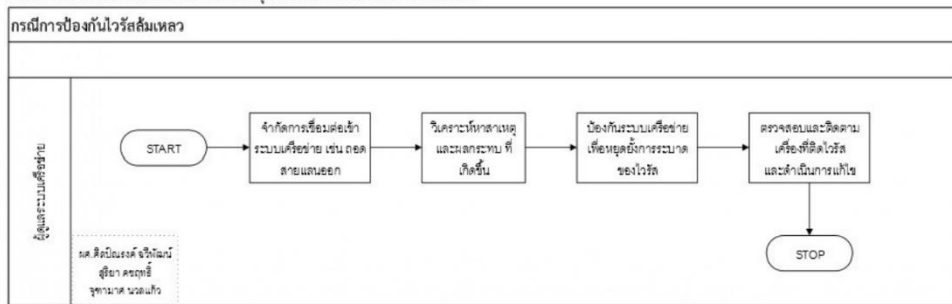 กรณีการป้องกันไวรัสล้มเหลว
ผู้ดูแลระบบเครือข่าย
START
จำกัดการเชื่อมต่อเข้า
ระบบเครือข่าย เช่น ถอด
สายแลนออก
วิเคราะห์หาสาเหตุ
และผลกระทบ ที่
เกิดขึ้น
ป้องกันระบบเครือข่าย
เพื่อหยุดยั้งการระบาด
ของไวรัส
ตรวจสอบและติดตาม
เครื่องที่ติดไวรัส
และดำเนินการแก้ไข
STOP
ผศ.ศิลป์ณรงค์ ฉวีพัฒน์
สุริยา คชฤทธิ์
จุฑามาศ นวลแก้ว